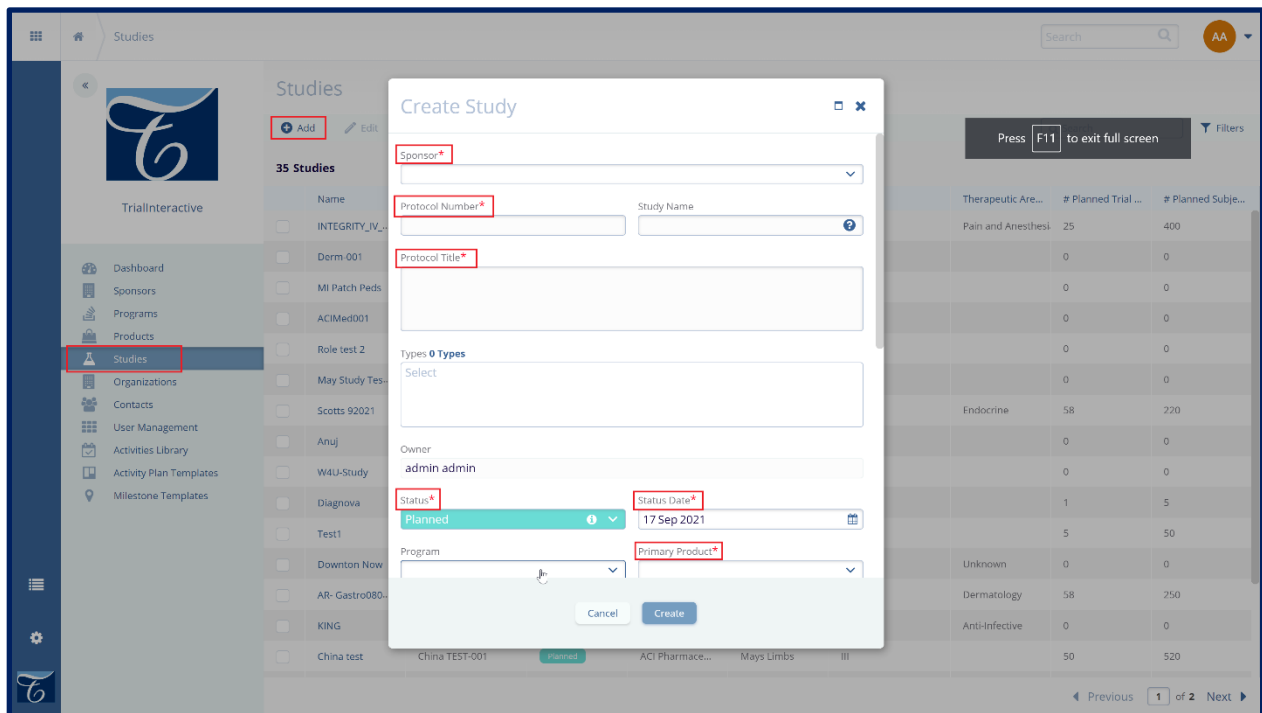 Studies
Search
AA
TrialInteractive
Dashboard
Sponsors
Programs
Products
Studies
Organizations
Contacts
User Management
Activities Library
Activity Plan Templates
Milestone Templates
Studies
Add Edit
Filters
Press F11 to exit full screen
35 Studies
Name Therapeutic Are... # Planned Trial ... # Planned Subje...
INTEGRITY_IV_... Pain and Anesthesi 25 400
Derm-001 0 0
MI Patch Peds 0 0
ACIMed001 0 0
Role test 2 0 0
May Study Tes... 0 0
Scotts 92021 Endocrine 58 220
Anuj 0 0
W4U-Study 0 0
Diagnova 1 5
Test1 5 50
Downton Now Unknown 0 0
AR- Gastro080... Dermatology 58 250
KING Anti-Infective 0 0
China test China TEST-001 Planned ACI Pharmace... Mays Limbs III 50 520
Previous 1 of 2 Next
Create Study
Sponsor*
Protocol Number* Study Name
Protocol Title*
Types 0 Types
Select
Owner
admin admin
Status* Status Date*
Planned 17 Sep 2021
Program Primary Product*
Cancel Create